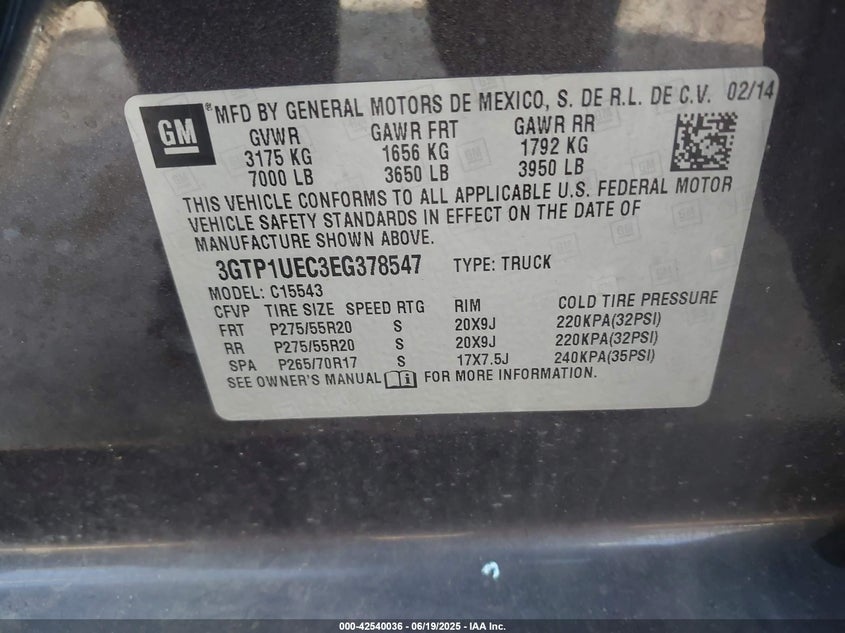 GM
® MFD BY GENERAL MOTORS DE MEXICO, S. DE R.L. DE C.V. 02/14
GVWR GAWR FRT GAWR RR
3175 KG 1656 KG 1792 KG
7000 LB 3650 LB 3950 LB
THIS VEHICLE CONFORMS TO ALL APPLICABLE U.S. FEDERAL MOTOR
VEHICLE SAFETY STANDARDS IN EFFECT ON THE DATE OF
MANUFACTURE SHOWN ABOVE.
3GTP1UEC3EG378547 TYPE: TRUCK
MODEL: C15543
CFVP TIRE SIZE SPEED RTG RIM COLD TIRE PRESSURE
FRT P275/55R20 S 20X9J 220KPA(32PSI)
RR P275/55R20 S 20X9J 220KPA(32PSI)
SPA P265/70R17 S 17X7.5J 240KPA(35PSI)
SEE OWNER'S MANUAL FOR MORE INFORMATION.
000-42540036 - 06/19/2025 - IAA Inc.